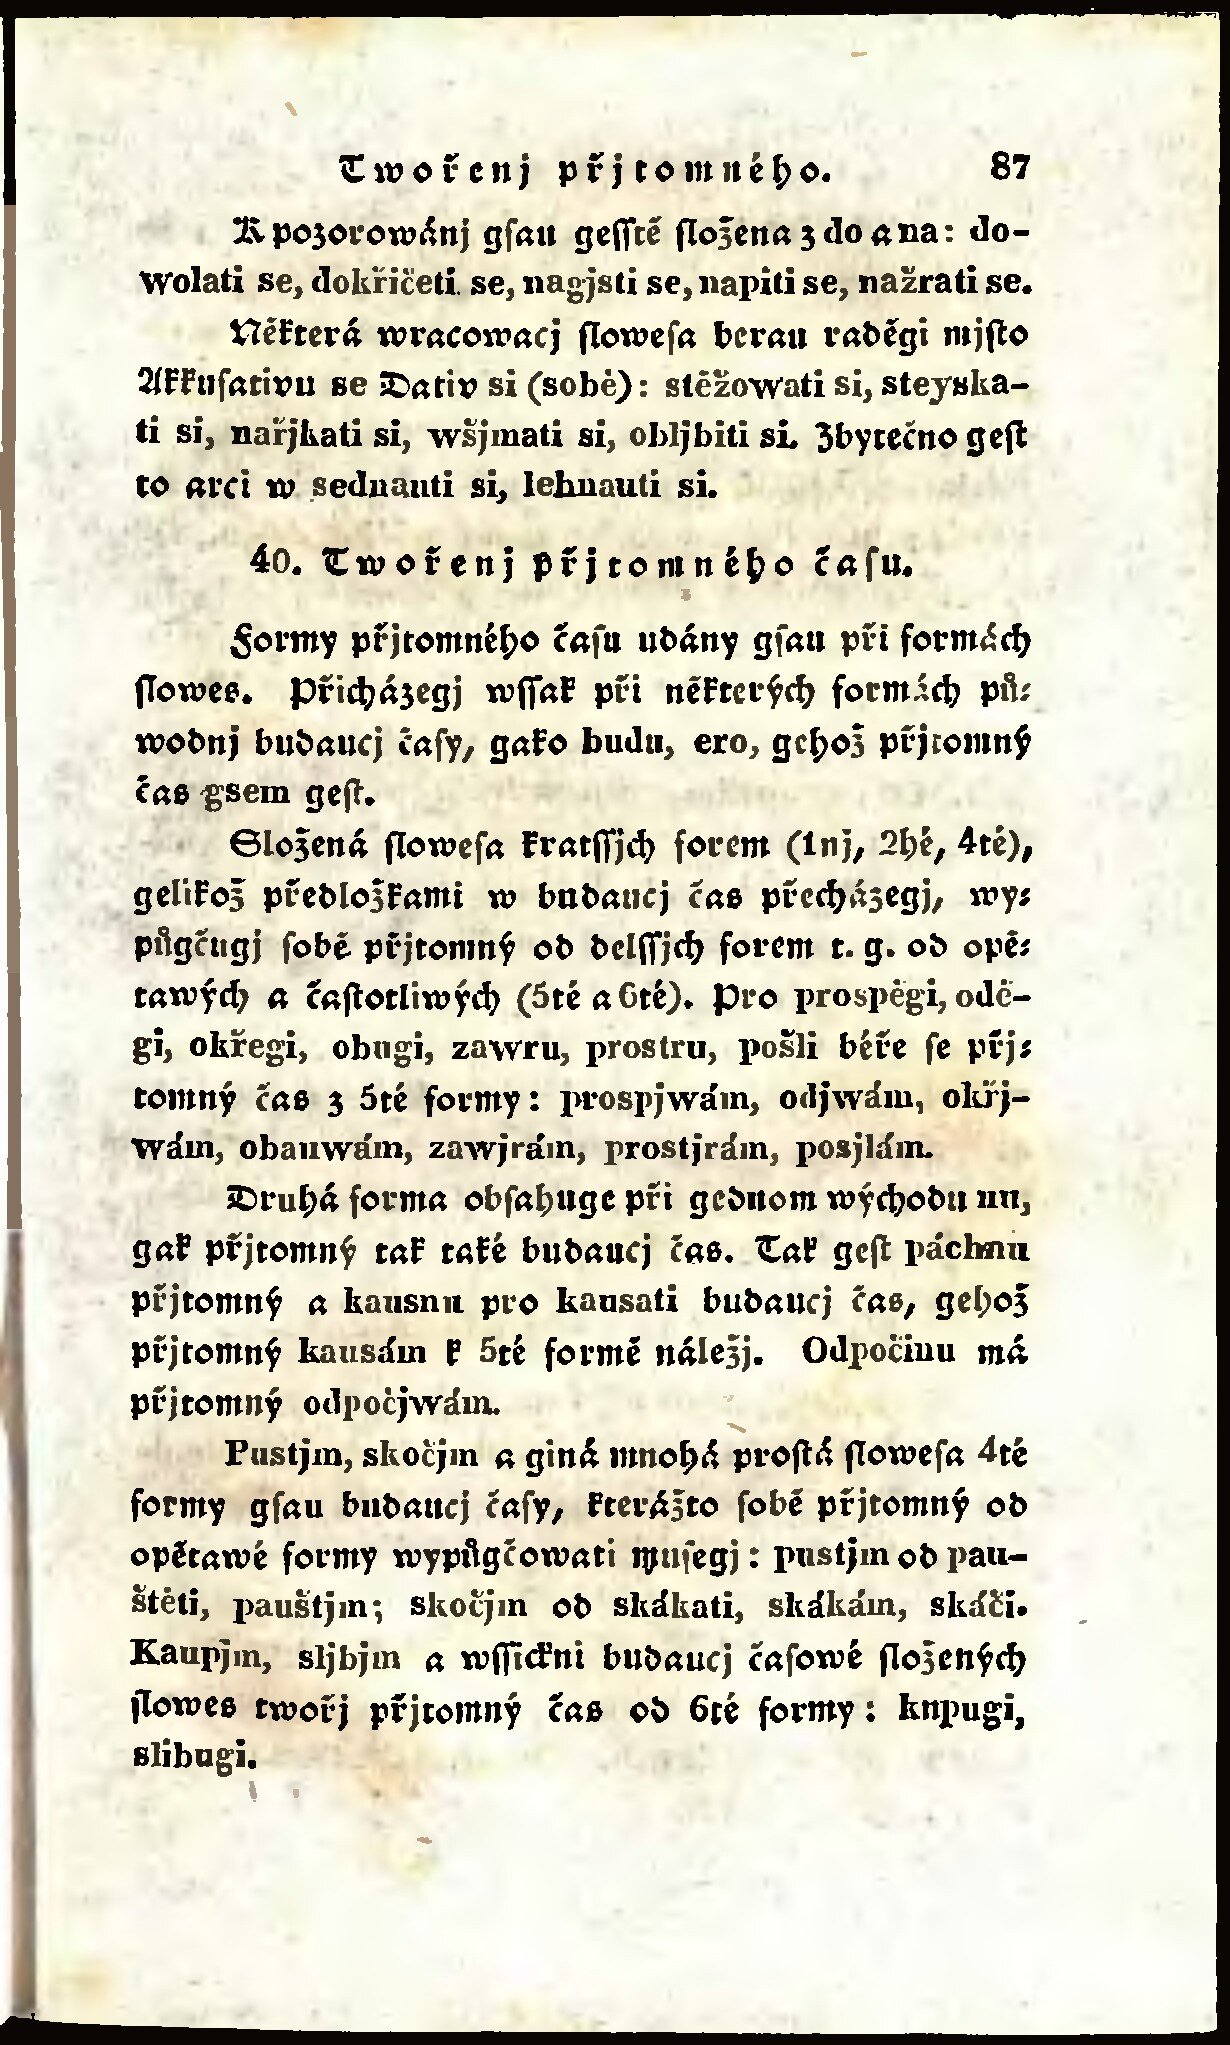 Twořenj přjtomného. 87
K pozorowánj gsau gessťě složena z do a na: do-
wolati se, dokřičeti se, nagjsti se, napiti se, nažrati se.
Některá wracowacj slowesa berau raděgi mjsto
Akkusativu se Dativ si (sobě): stěžowati si, steyska-
ti si, nařjkati si, wšjmati si, obljbiti si. Zbytečno gest
to arci w sednauti si, lehnauti si.
40. Twořenj přjtomného času.
Formy přjtomného času udány gsau při formách
slowes. Přicházegj wssak při některých formách pů-
wodnj budaucj časy, gako budu, ero, gehož přjtomný
čas gsem gest.
Složená slowesa kratssjch forem (1nj, 2hé, 4té),
gelikož předložkami w budaucj čas přecházegj, wy-
půgčugj sobě přjtomný od delssjch forem t. g. od opě-
tawých a častotliwých (5té a 6té). Pro prospěgi, odě-
gi, okřegi, obugi, zawru, prostru, pošli béře se přj-
tomný čas z 5té formy: prospjwám, odjwám, okřj-
wám, obauwám, zawjrám, prostjrám, posjlám.
Druhá forma obsahuge při gednom východu nu,
gak přjtomný tak také budaucj čas. Tak gest páchnu
přjtomný a kausnu pro kausati budaucj čas, gehož
přjtomný kausám k 5té formě náležj. Odpočinu má
přjtomný odpočjwám.
Pustjm, skočjm a giná mnohá prostá slowesa 4té
formy gsau budaucj časy, kterážto sobě přjtomný od
opětawé formy wypůgčowati musegj: pustjm od pau-
štěti, pauštjm; skočjm od skákati, skákám, skáči.
Kaupjm, sljbjm a wssickni budaucj časowé složených
slowes twořj přjtomný čas od 6té formy: kupugi,
slibugi.